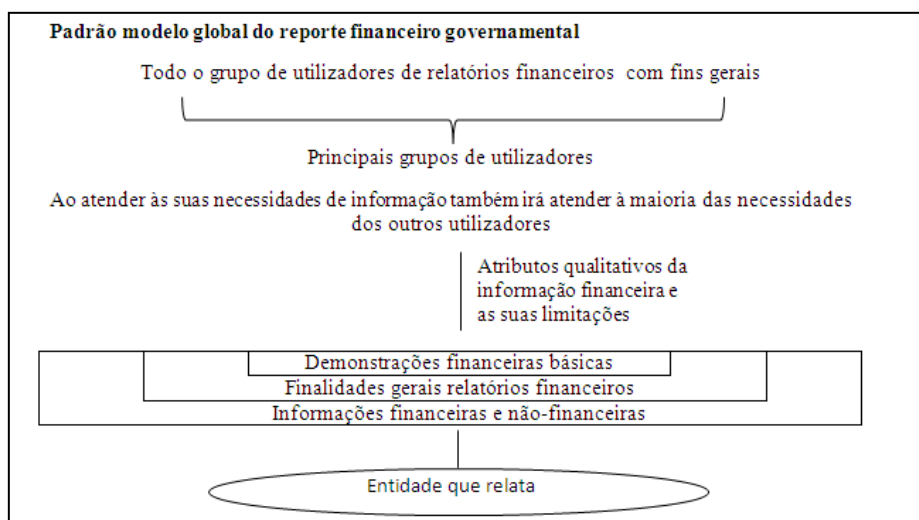 Padrão modelo global do reporte financeiro governamental
Todo o grupo de utilizadores de relatórios financeiros com fins gerais
Principais grupos de utilizadores
Ao atender às suas necessidades de informação também irá atender à maioria das necessidades
dos outros utilizadores
Atributos qualitativos da
informação financeira e
as suas limitações
Demonstrações financeiras básicas
Finalidades gerais relatórios financeiros
Informações financeiras e não-financeiras
Entidade que relata